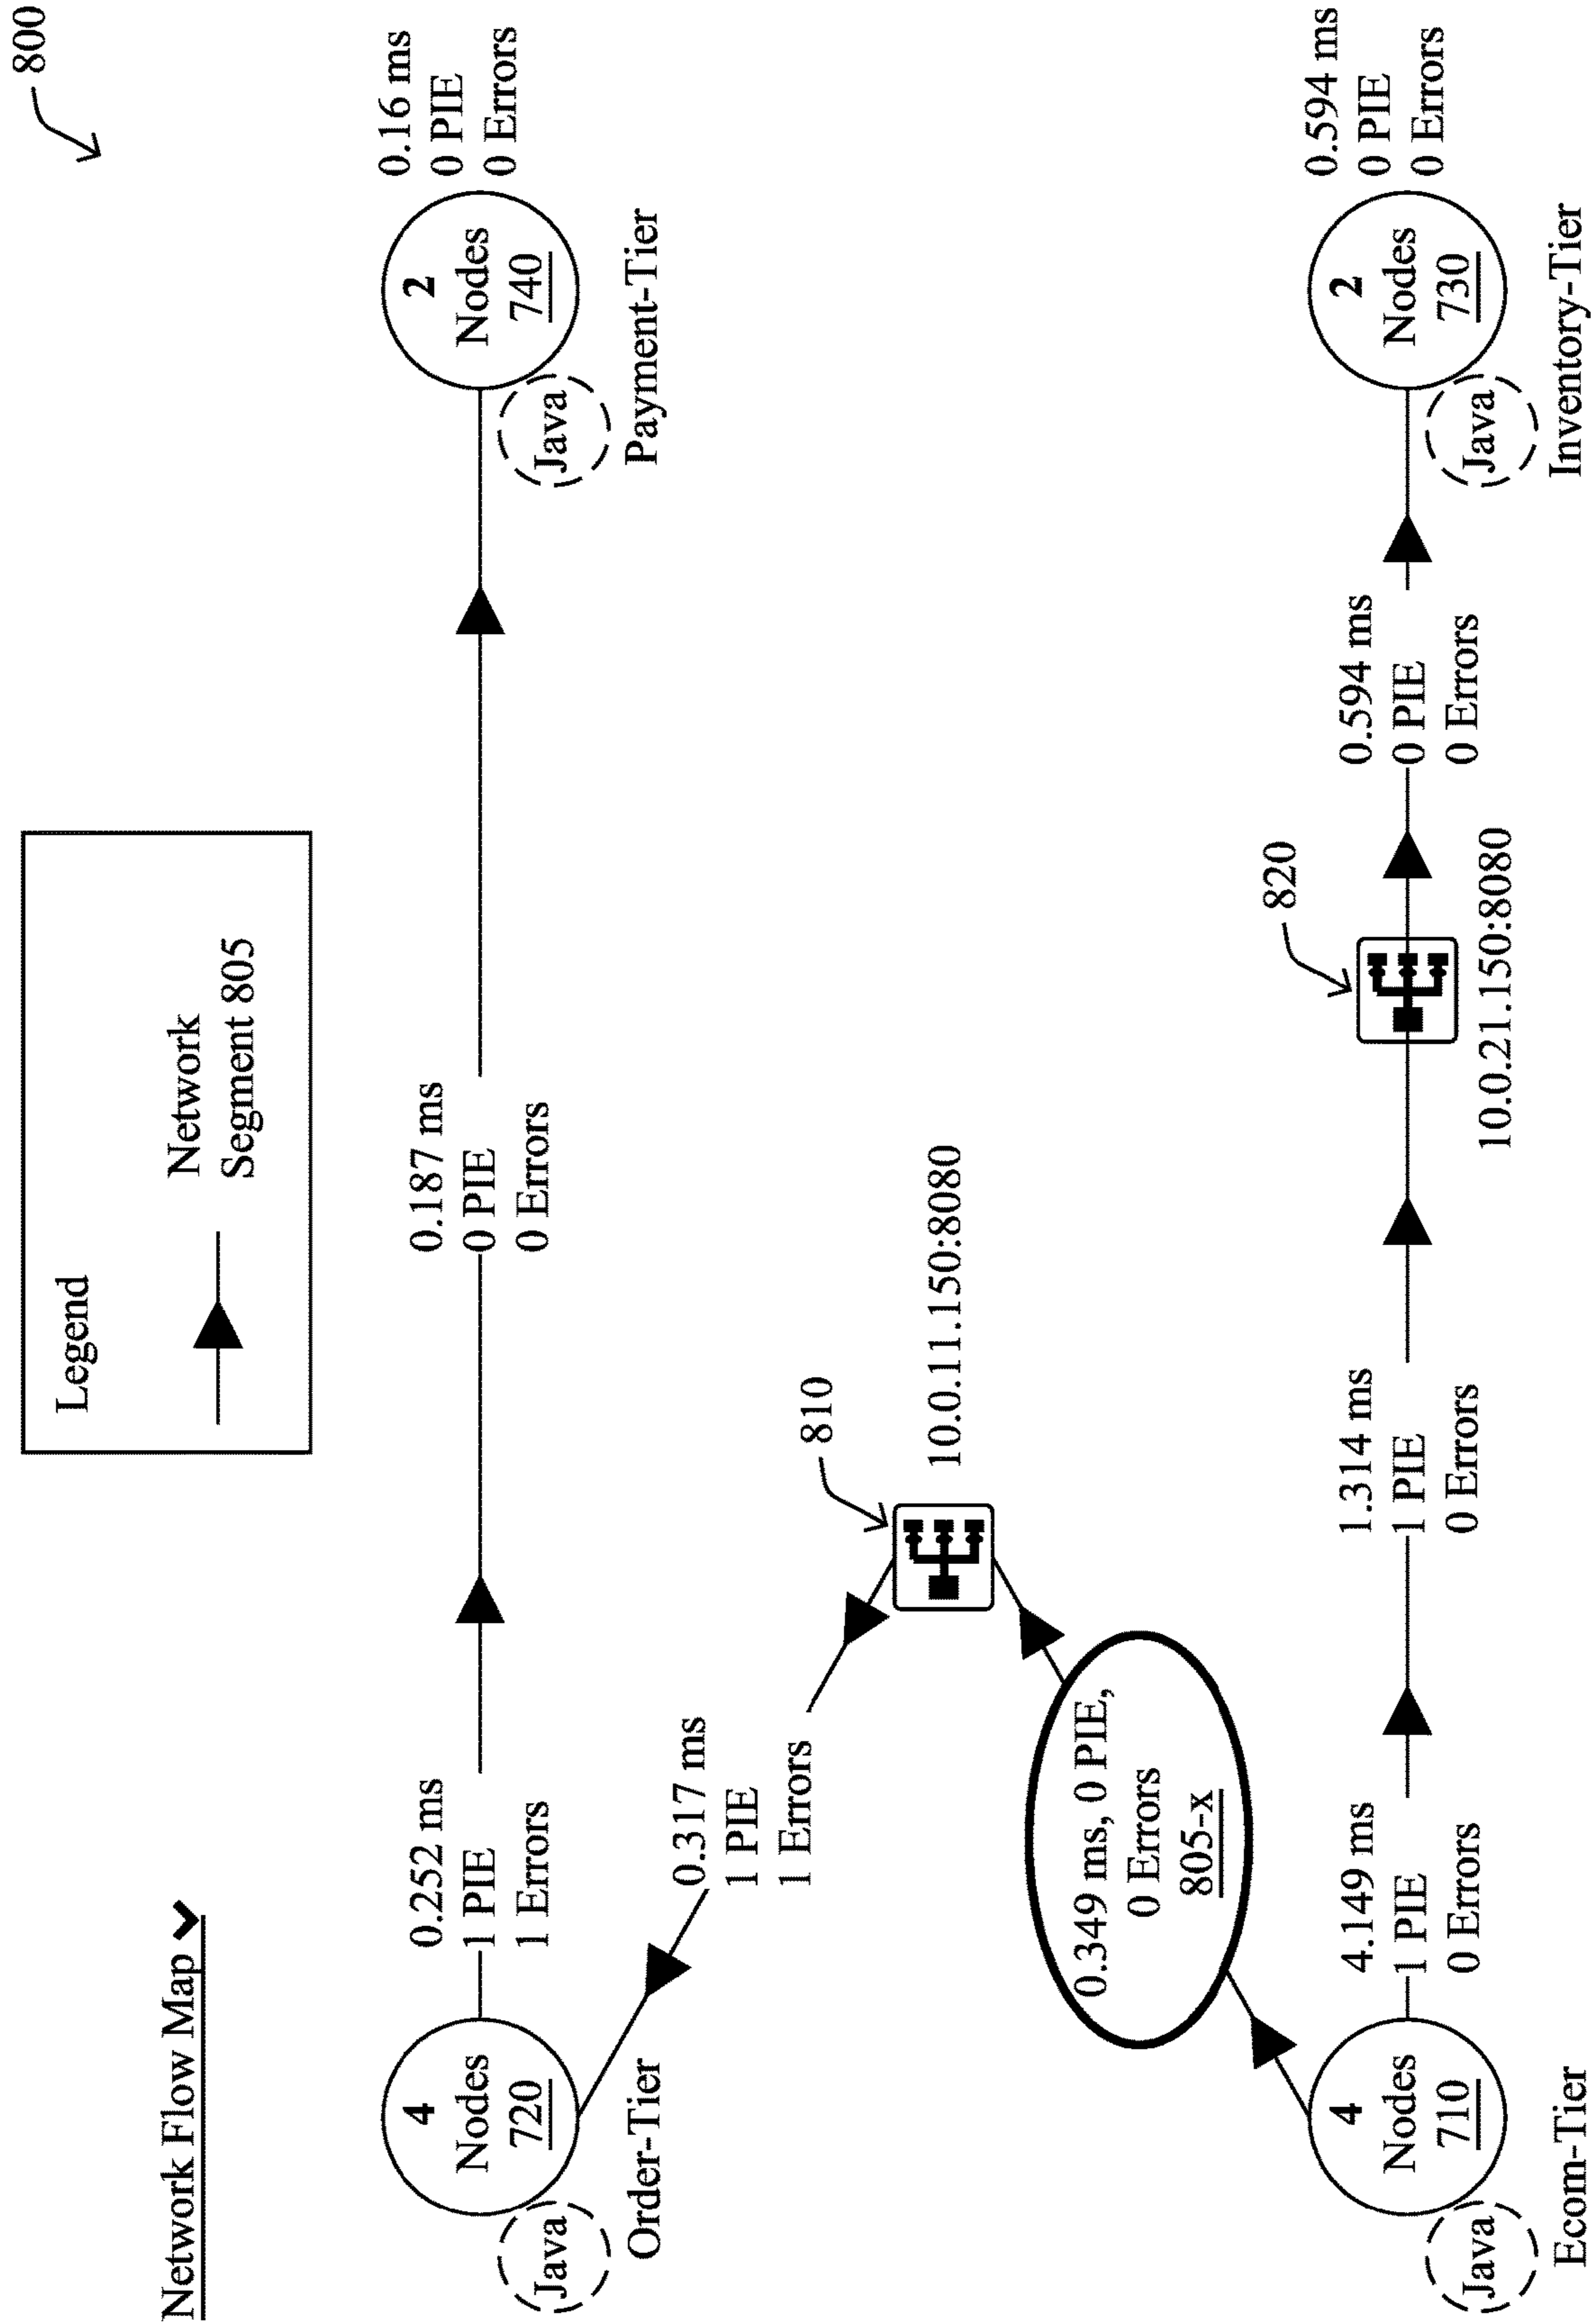 800
Network Flow Map
Legend
Network
Segment 805
4
Nodes
720
Java
Order-Tier
0.252 ms
1 PIE
1 Errors
0.187 ms
0 PIE
0 Errors
2
Nodes
740
Java
Payment-Tier
0.16 ms
0 PIE
0 Errors
0.317 ms
1 PIE
1 Errors
810
10.0.11.150:8080
0.349 ms, 0 PIE,
0 Errors
805-x
4
Nodes
710
Java
Ecom-Tier
4.149 ms
1 PIE
0 Errors
1.314 ms
1 PIE
0 Errors
820
10.0.21.150:8080
0.594 ms
0 PIE
0 Errors
2
Nodes
730
Java
Inventory-Tier
0.594 ms
0 PIE
0 Errors